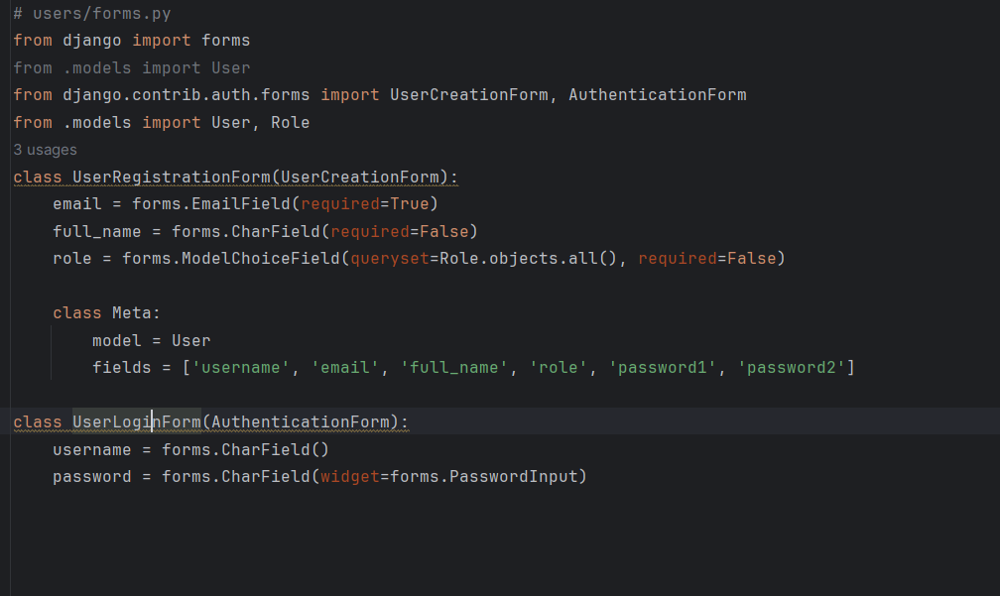 # users/forms.py
from django import forms
from .models import User
from django.contrib.auth.forms import UserCreationForm, AuthenticationForm
from .models import User, Role
3 usages
class UserRegistrationForm(UserCreationForm):
    email = forms.EmailField(required=True)
    full_name = forms.CharField(required=False)
    role = forms.ModelChoiceField(queryset=Role.objects.all(), required=False)

    class Meta:
        model = User
        fields = ['username', 'email', 'full_name', 'role', 'password1', 'password2']

class UserLoginForm(AuthenticationForm):
    username = forms.CharField()
    password = forms.CharField(widget=forms.PasswordInput)